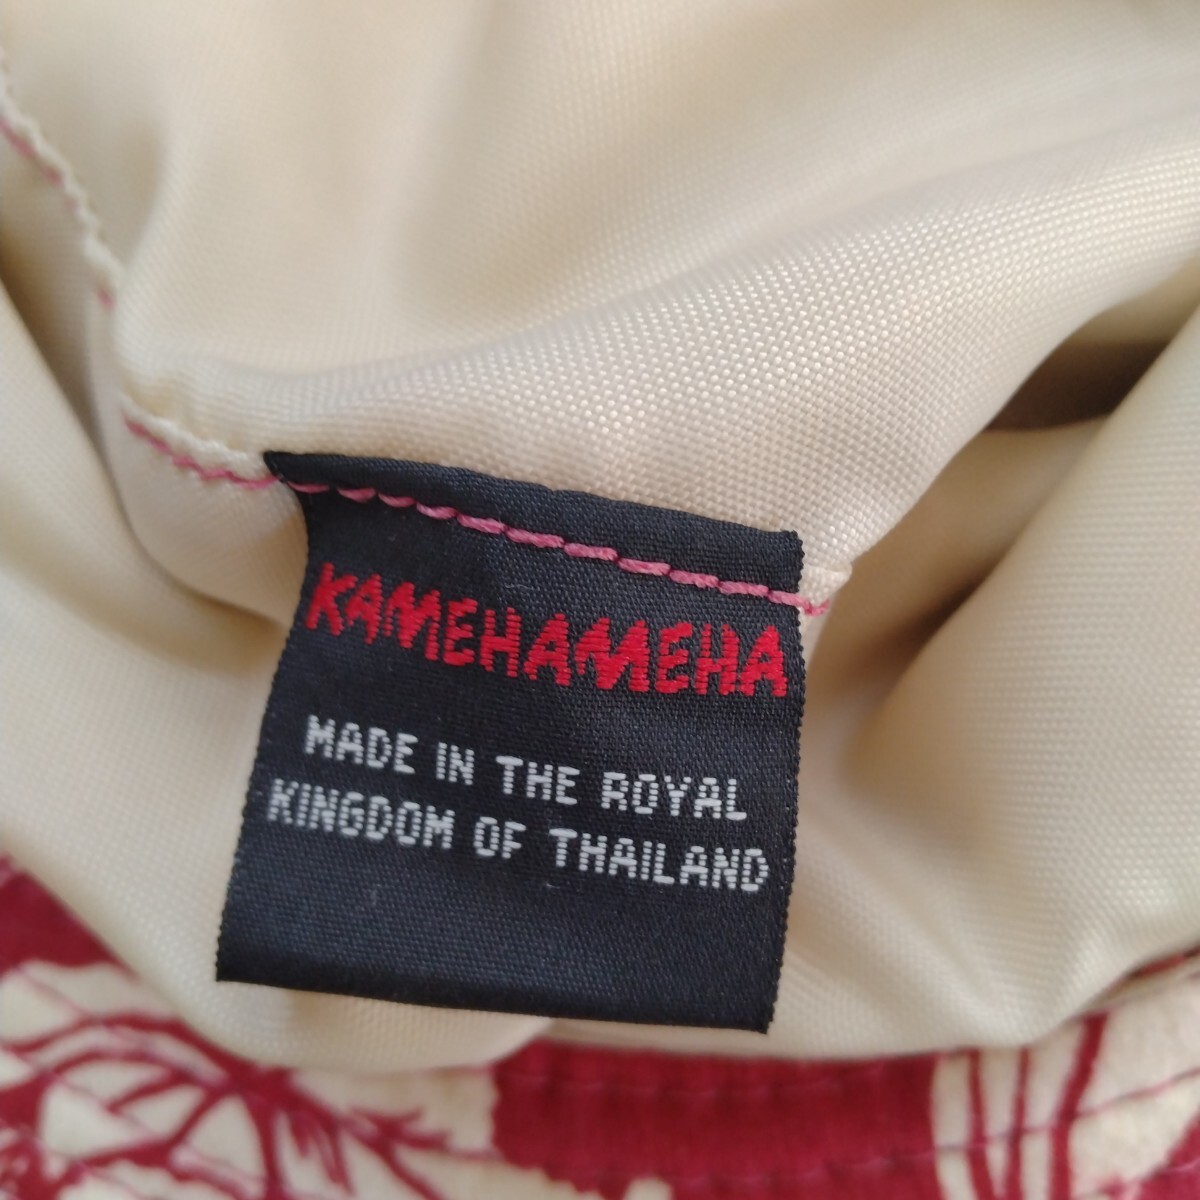 KAMEHAMEHA
MADE IN THE ROYAL
KINGDOM OF THAILAND